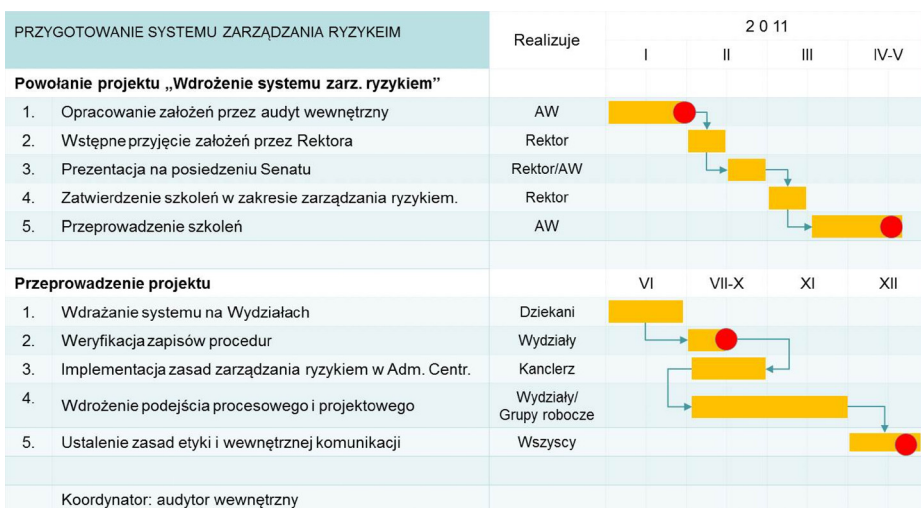 PRZYGOTOWANIE SYSTEMU ZARZĄDZANIA RYZYKEIM
Realizuje
2 0 11
I II III IV-V
Powołanie projektu „Wdrożenie systemu zarz. ryzykiem”
1. Opracowanie założeń przez audyt wewnętrzny AW
2. Wstępne przyjęcie założeń przez Rektora Rektor
3. Prezentacja na posiedzeniu Senatu Rektor/AW
4. Zatwierdzenie szkoleń w zakresie zarządzania ryzykiem. Rektor
5. Przeprowadzenie szkoleń AW
Przeprowadzenie projektu VI VII-X XI XII
1. Wdrażanie systemu na Wydziałach Dziekani
2. Weryfikacja zapisów procedur Wydziały
3. Implementacja zasad zarządzania ryzykiem w Adm. Centr. Kanclerz
4. Wdrożenie podejścia procesowego i projektowego Wydziały/
Grupy robocze
5. Ustalenie zasad etyki i wewnętrznej komunikacji Wszyscy
Koordynator: audytor wewnętrzny